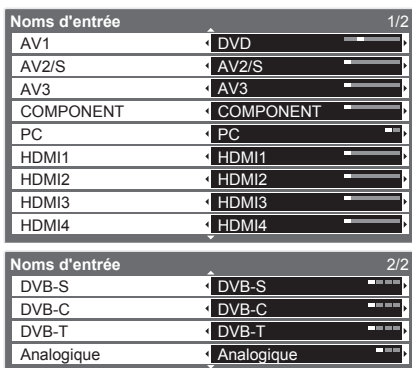 Noms d'entrée 1/2
AV1 DVD
AV2/S AV2/S
AV3 AV3
COMPONENT COMPONENT
PC PC
HDMI1 HDMI1
HDMI2 HDMI2
HDMI3 HDMI3
HDMI4 HDMI4
Noms d'entrée 2/2
DVB-S DVB-S
DVB-C DVB-C
DVB-T DVB-T
Analogique Analogique